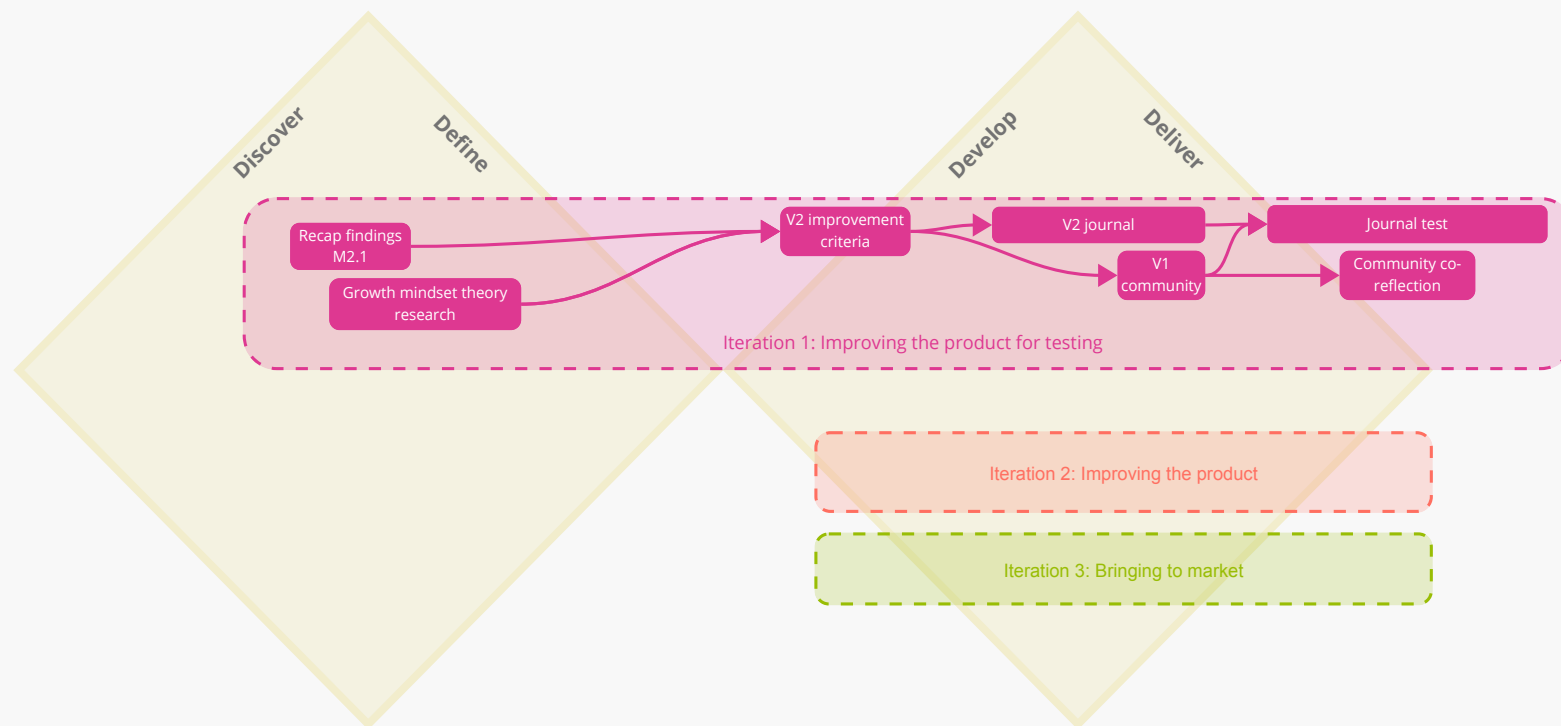 Discover
Define
Develop
Deliver
Recap findings
M2.1
Growth mindset theory
research
V2 improvement
criteria
V2 journal
V1
community
Journal test
Community co-
reflection
Iteration 1: Improving the product for testing
Iteration 2: Improving the product
Iteration 3: Bringing to market